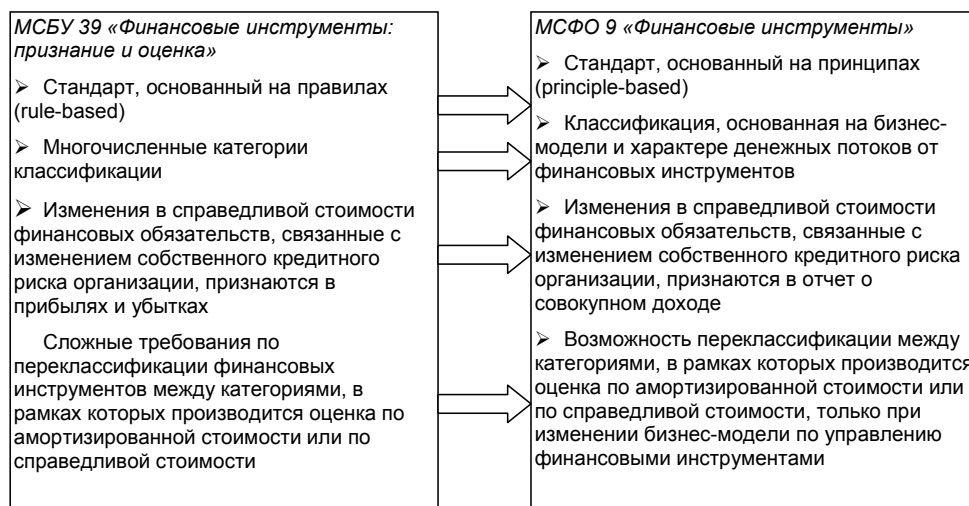 МСБУ 39 «Финансовые инструменты:
признание и оценка»
➢ Стандарт, основанный на правилах
(rule-based)
➢ Многочисленные категории
классификации
➢ Изменения в справедливой стоимости
финансовых обязательств, связанные с
изменением собственного кредитного
риска организации, признаются в
прибылях и убытках
Сложные требования по
переклассификации финансовых
инструментов между категориями, в
рамках которых производится оценка по
амортизированной стоимости или по
справедливой стоимости
МСФО 9 «Финансовые инструменты»
➢ Стандарт, основанный на принципах
(principle-based)
➢ Классификация, основанная на бизнес-
модели и характере денежных потоков от
финансовых инструментов
➢ Изменения в справедливой стоимости
финансовых обязательств, связанные с
изменением собственного кредитного риска
организации, признаются в отчет о
совокупном доходе
➢ Возможность переклассификации между
категориями, в рамках которых производится
оценка по амортизированной стоимости или
по справедливой стоимости, только при
изменении бизнес-модели по управлению
финансовыми инструментами